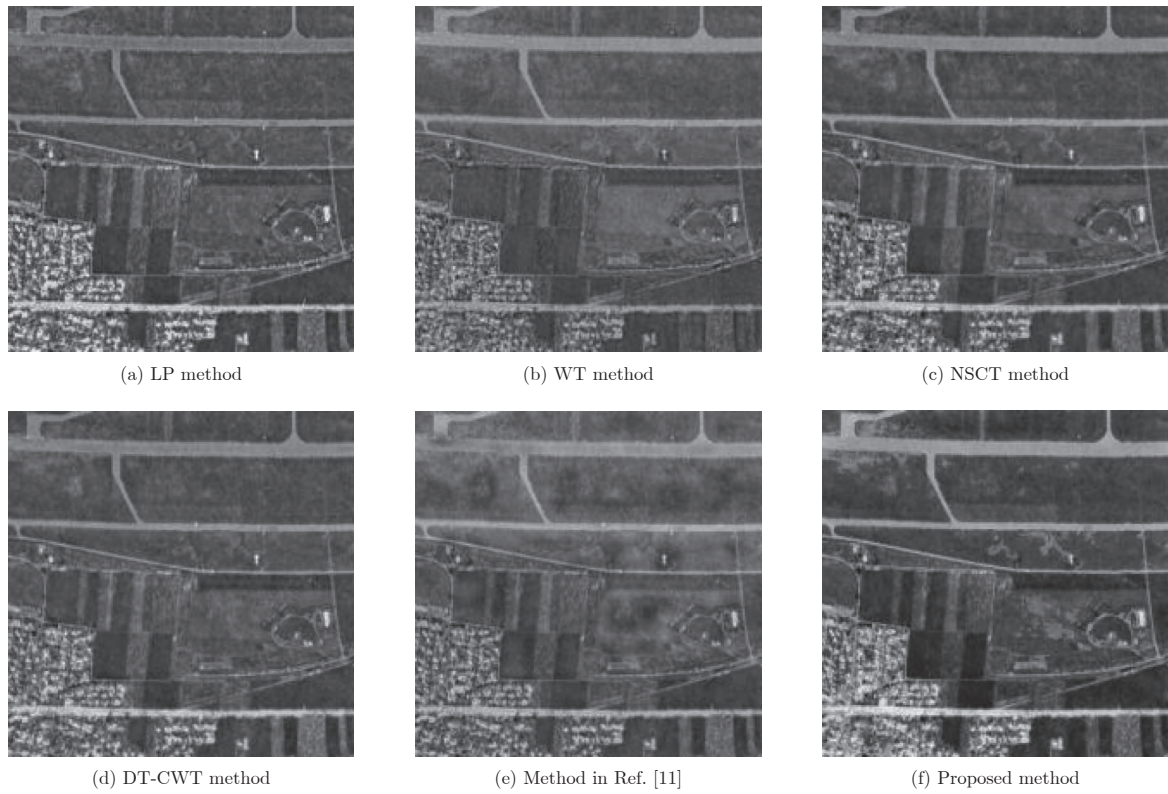 (a) LP method
(b) WT method
(c) NSCT method
(d) DT-CWT method
(e) Method in Ref. [11]
(f) Proposed method